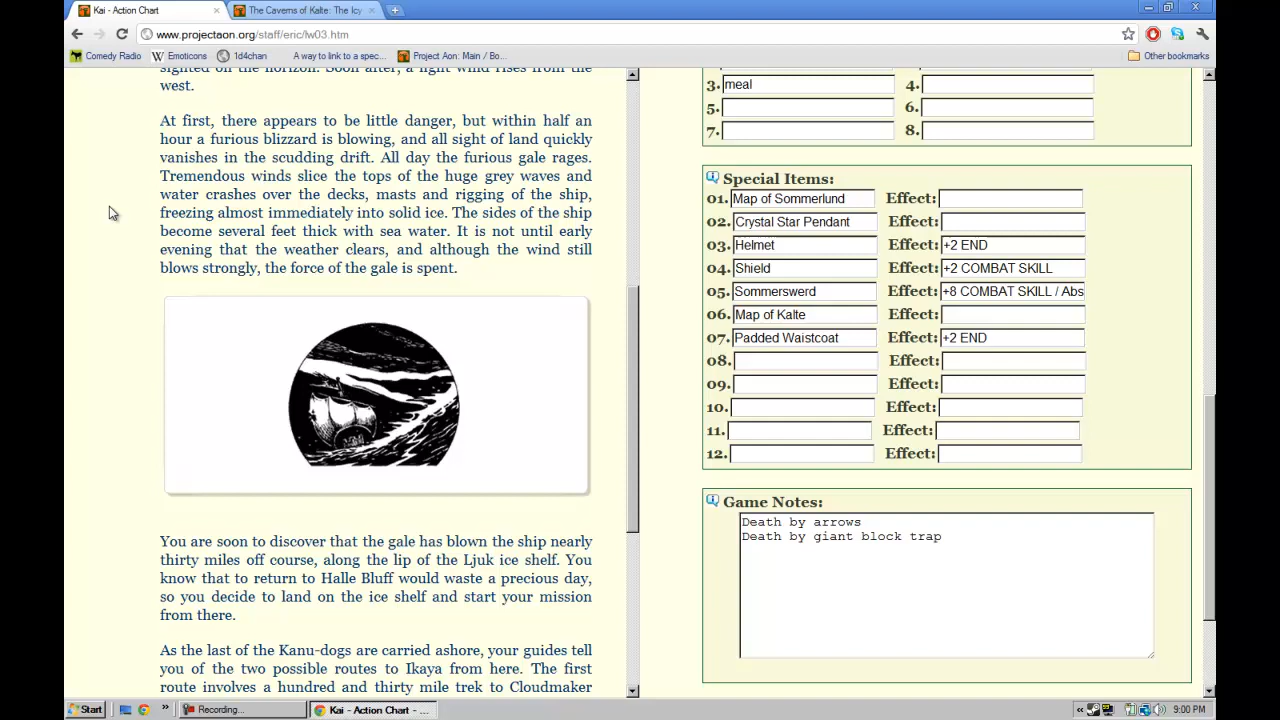 Kai - Action Chart
The Caverns of Kalte: The Icy
www.projectaon.org/staff/eric/lw03.htm
Comedy Radio
Emoticons
1d4chan
A way to link to a spec...
Project Aon: Main / Bo...
Other bookmarks
sighted on the horizon. Soon after, a light wind rises from the
west.
At first, there appears to be little danger, but within half an
hour a furious blizzard is blowing, and all sight of land quickly
vanishes in the scudding drift. All day the furious gale rages.
Tremendous winds slice the tops of the huge grey waves and
water crashes over the decks, masts and rigging of the ship,
freezing almost immediately into solid ice. The sides of the ship
become several feet thick with sea water. It is not until early
evening that the weather clears, and although the wind still
blows strongly, the force of the gale is spent.
You are soon to discover that the gale has blown the ship nearly
thirty miles off course, along the lip of the Ljuk ice shelf. You
know that to return to Halle Bluff would waste a precious day,
so you decide to land on the ice shelf and start your mission
from there.
As the last of the Kanu-dogs are carried ashore, your guides tell
you of the two possible routes to Ikaya from here. The first
route involves a hundred and thirty mile trek to Cloudmaker
3. meal 4.
5. 6.
7. 8.
Special Items:
01. Map of Sommerlund Effect:
02. Crystal Star Pendant Effect:
03. Helmet Effect: +2 END
04. Shield Effect: +2 COMBAT SKILL
05. Sommerswerd Effect: +8 COMBAT SKILL / Abs
06. Map of Kalte Effect:
07. Padded Waistcoat Effect: +2 END
08. Effect:
09. Effect:
10. Effect:
11. Effect:
12. Effect:
Game Notes:
Death by arrows
Death by giant block trap
Start
Recording...
Kai - Action Chart - ...
9:00 PM